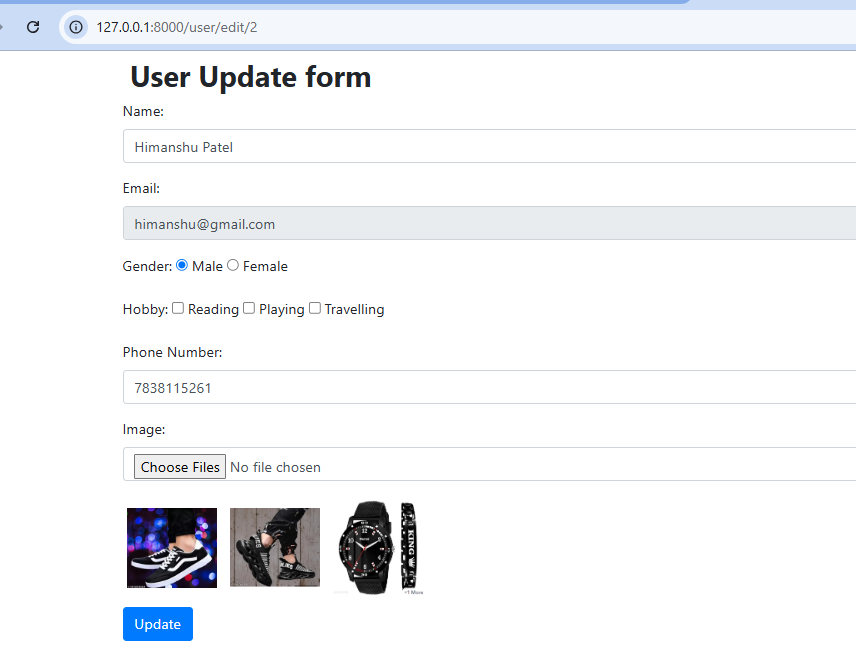 127.0.0.1:8000/user/edit/2
User Update form
Name:
Himanshu Patel
Email:
himanshu@gmail.com
Gender: Male Female
Hobby: Reading Playing Travelling
Phone Number:
7838115261
Image:
Choose Files No file chosen
KING
+1 More
Update